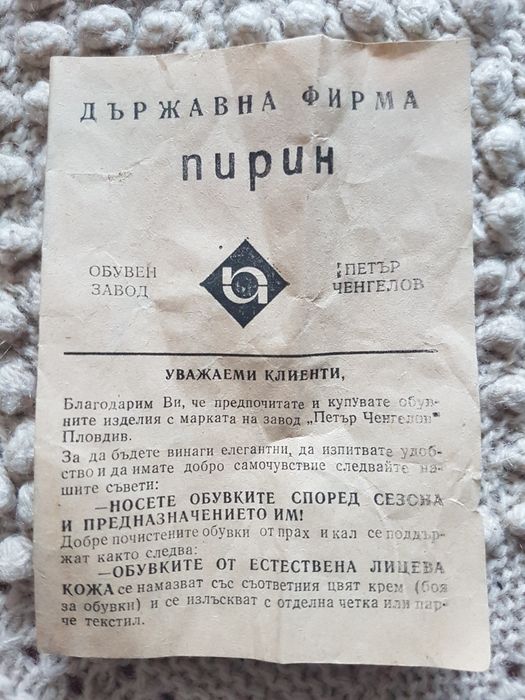 ДЪРЖАВНА ФИРМА
пирин
ОБУВЕН
ЗАВОД
ПЕТЪР
ЧЕНГЕЛОВ
УВАЖАЕМИ КЛИЕНТИ,
Благодарим Ви, че предпочитате и купувате обув-
ните изделия с марката на завод „Петър Ченгелов"
Пловдив.
За да бъдете винаги елегантни, да изпитвате удоб-
ство и да имате добро самочувствие следвайте на-
шите съвети:
—НОСЕТЕ ОБУВКИТЕ СПОРЕД СЕЗОНА
И ПРЕДНАЗНАЧЕНИЕТО ИМ!
Добре почистените обувки от прах и кал се поддър-
жат както следва:
—ОБУВКИТЕ ОТ ЕСТЕСТВЕНА ЛИЦЕВА
КОЖА се намазват със съответния цвят крем (боя
за обувки) и се излъскват с отделна четка или пар-
че текстил.